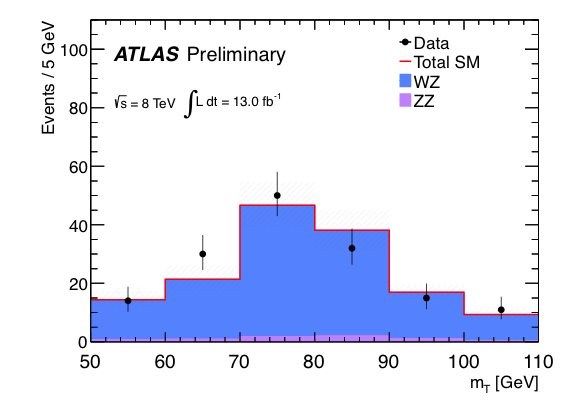 ATLAS Preliminary
√s = 8 TeV ∫L dt = 13.0 fb⁻¹
Data
Total SM
WZ
ZZ
Events / 5 GeV
100
80
60
40
20
0
50 60 70 80 90 100 110
m_T [GeV]